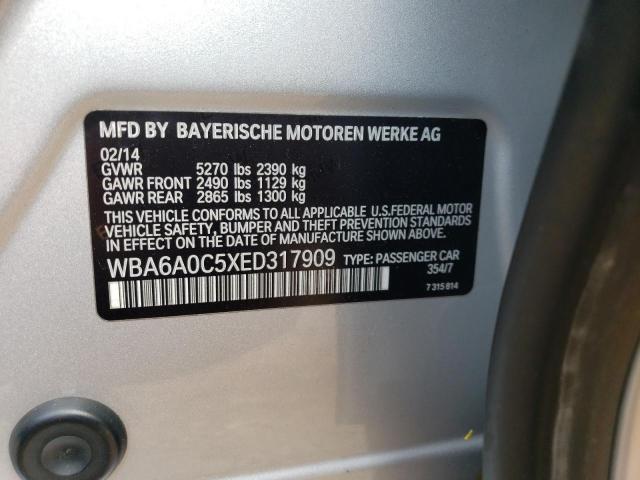 MFD BY BAYERISCHE MOTOREN WERKE AG
02/14
GVWR 5270 lbs 2390 kg
GAWR FRONT 2490 lbs 1129 kg
GAWR REAR 2865 lbs 1300 kg
THIS VEHICLE CONFORMS TO ALL APPLICABLE U.S.FEDERAL MOTOR
VEHICLE SAFETY, BUMPER AND THEFT PREVENTION STANDARDS
IN EFFECT ON THE DATE OF MANUFACTURE SHOWN ABOVE.
WBA6A0C5XED317909 TYPE: PASSENGER CAR
354/7
7 315 814